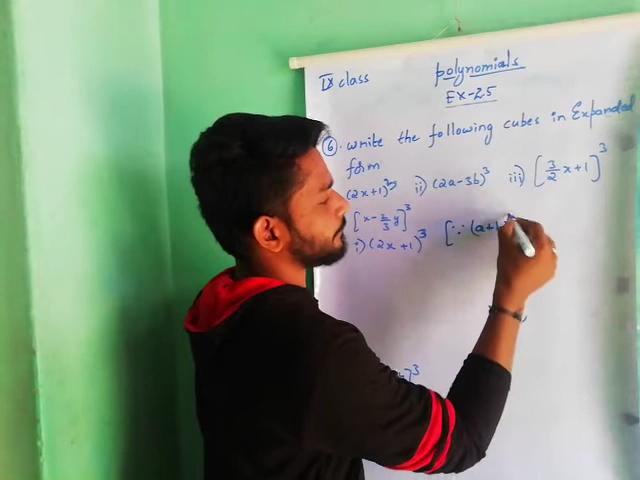 IX class polynomials
Ex-2.5
⑥. write the following cubes in Expanded
form
(2x+1)³ ii) (2a-3b)³ iii) [3/2 x+1]³
[x-2/3 y]³
i) (2x+1)³ [∵ (a+
)³